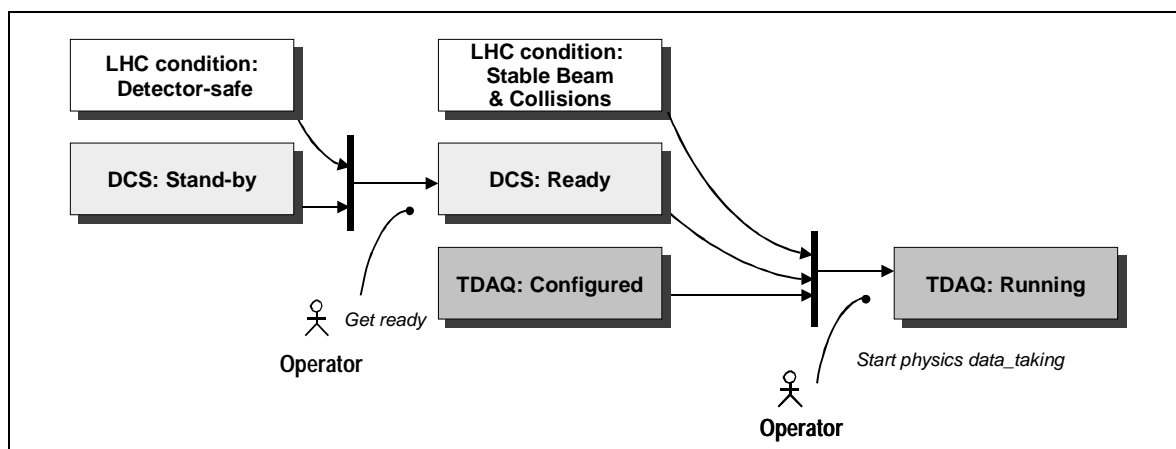 LHC condition:
Detector-safe
LHC condition:
Stable Beam
& Collisions
DCS: Stand-by
DCS: Ready
TDAQ: Configured
TDAQ: Running
Get ready
Operator
Start physics data_taking
Operator